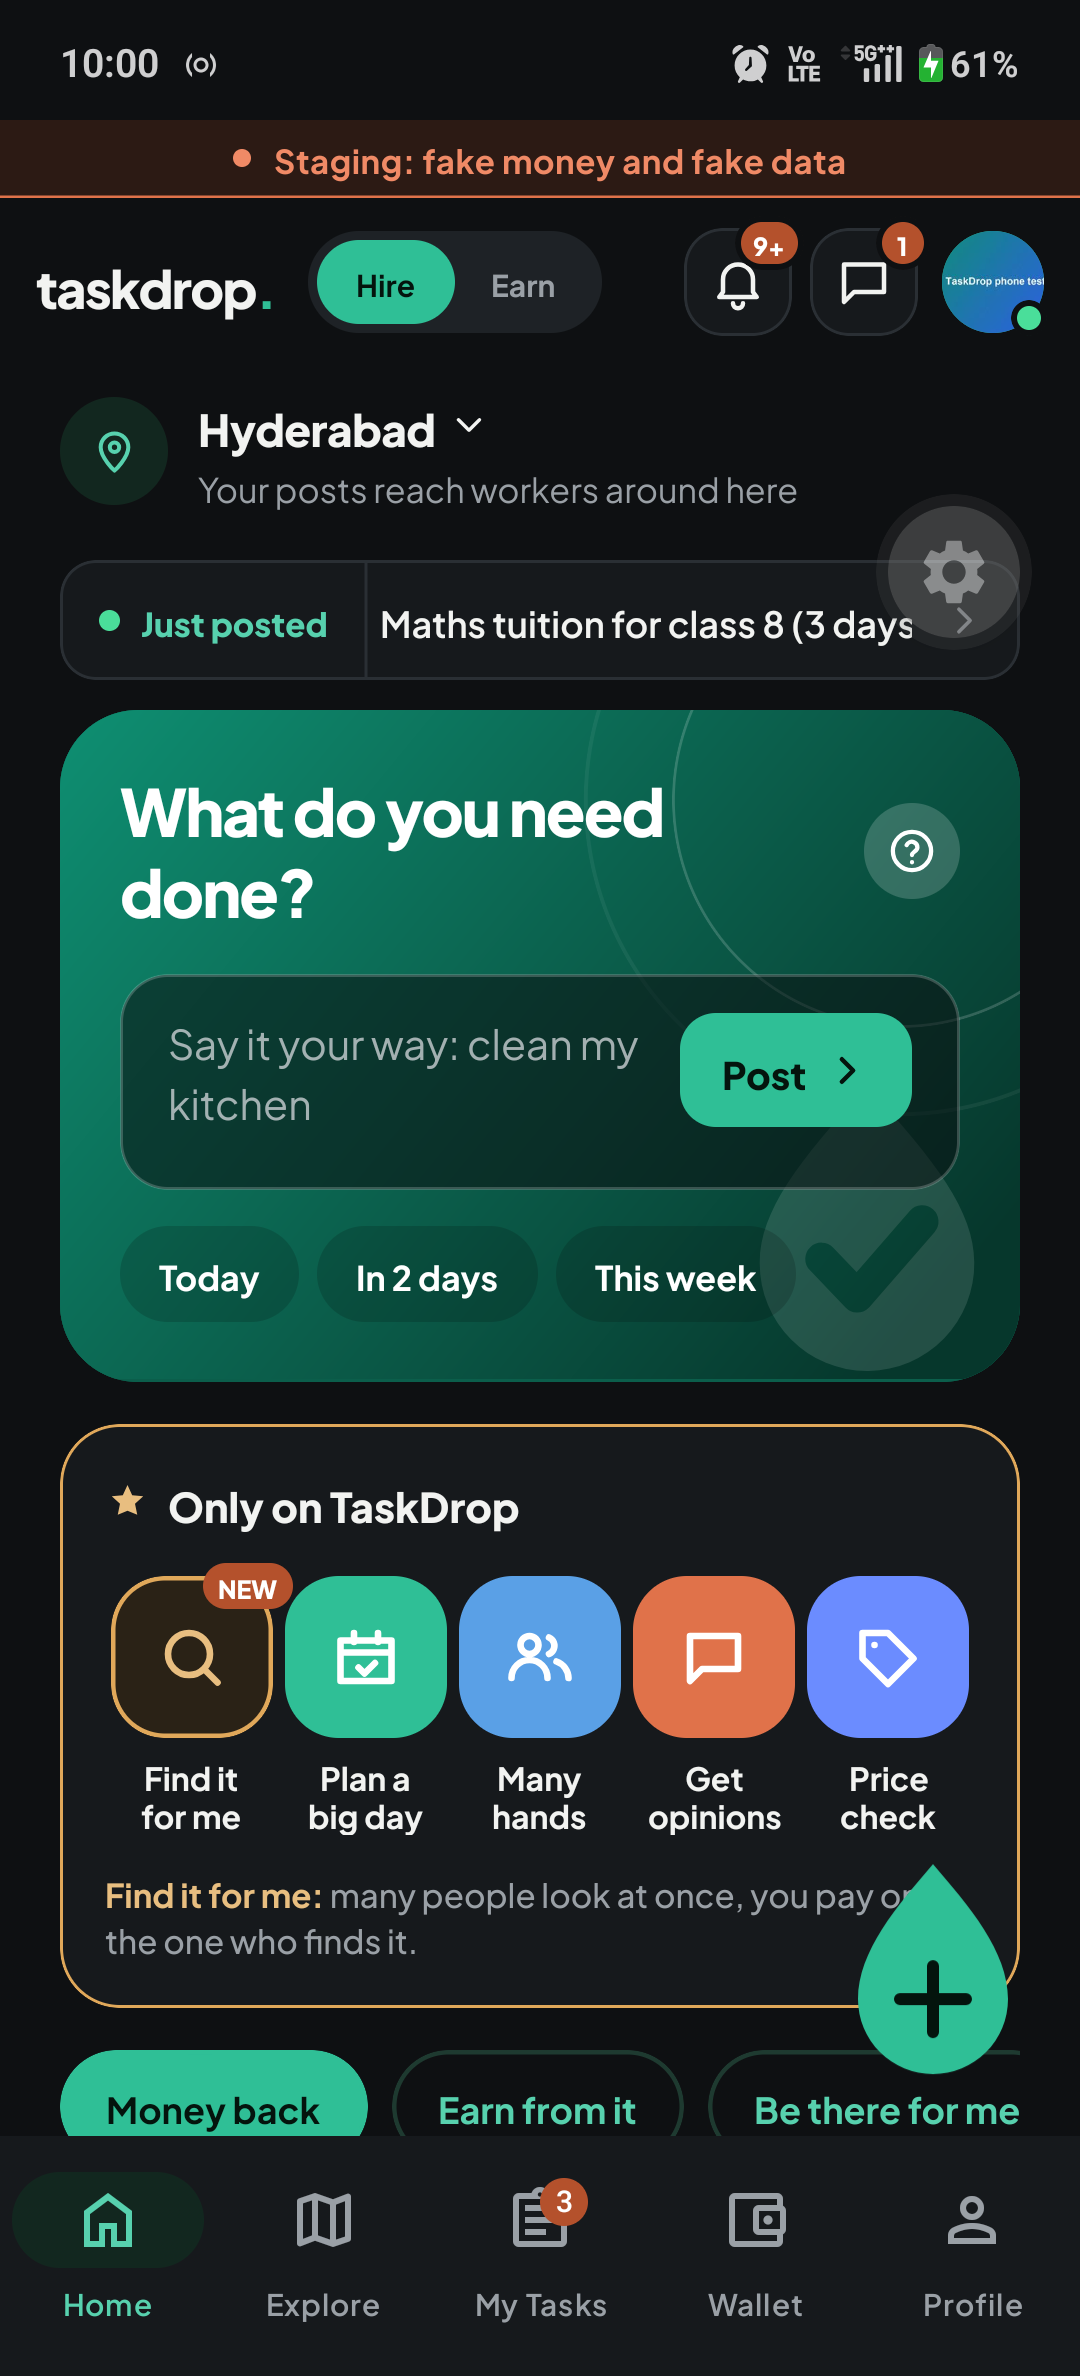 10:00
Vo
LTE
5G++
61%
Staging: fake money and fake data
taskdrop.
Hire
Earn
9+
1
TaskDrop phone test
Hyderabad
Your posts reach workers around here
Just posted
Maths tuition for class 8 (3 days
What do you need
done?
Say it your way: clean my
kitchen
Post
Today
In 2 days
This week
Only on TaskDrop
NEW
Find it
for me
Plan a
big day
Many
hands
Get
opinions
Price
check
Find it for me: many people look at once, you pay
the one who finds it.
Money back
Earn from it
Be there for me
3
Home
Explore
My Tasks
Wallet
Profile